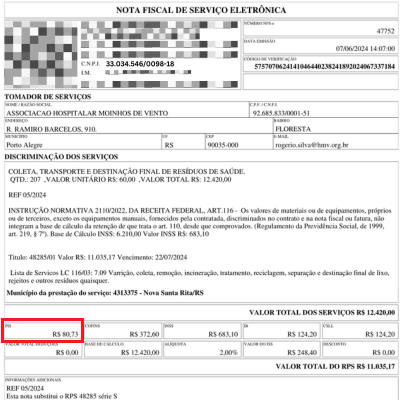 NOTA FISCAL DE SERVIÇO ELETRÔNICA
NÚMERO NFS-e
47752
DATA EMISSÃO
07/06/2024 14:07:00
C.N.P.J. 33.034.546/0098-18
CÓDIGO DE VERIFICAÇÃO
I.M.
5757070624141046440238241892024067337184
TOMADOR DE SERVIÇOS
NOME / RAZÃO SOCIAL C.P.F. / C.N.P.J.
ASSOCIACAO HOSPITALAR MOINHOS DE VENTO 92.685.833/0001-51
ENDEREÇO BAIRRO
R. RAMIRO BARCELOS, 910. FLORESTA
MUNICÍPIO UF CEP E-MAIL
Porto Alegre RS 90035-000 rogerio.silva@hmv.org.br
DISCRIMINAÇÃO DOS SERVIÇOS
COLETA, TRANSPORTE E DESTINAÇÃO FINAL DE RESÍDUOS DE SAÚDE.
QTD.: 207 ,VALOR UNITÁRIO R$: 60,00 ,VALOR TOTAL R$: 12.420,00
REF 05/2024
INSTRUÇÃO NORMATIVA 2110/2022, DA RECEITA FEDERAL, ART.116 - Os valores de materiais ou de equipamentos, próprios
ou de terceiros, exceto os equipamentos manuais, fornecidos pela contratada, discriminados no contrato e na nota fiscal ou fatura, não
integram a base de cálculo da retenção de que trata o art. 110, desde que comprovados. (Regulamento da Previdência Social, de 1999,
art. 219, § 7º). Base de Cálculo INSS R$: 6.210,00 Valor INSS R$: 683,10
Titulo: 48285/01 Valor R$: 11.035,17 Vencimento: 22/07/2024
Lista de Servicos LC 116/03: 7.09 Varrição, coleta, remoção, incineração, tratamento, reciclagem, separação e destinação final de lixo,
rejeitos e outros resíduos quaisquer.
Município da prestação do serviço: 4313375 - Nova Santa Rita/RS
VALOR TOTAL DOS SERVIÇOS R$ 12.420,00
PIS COFINS INSS IR CSLL
R$ 80,73 R$ 372,60 R$ 683,10 R$ 124,20 R$ 124,20
VALOR TOTAL DEDUÇÕES BASE DE CÁLCULO ALÍQUOTA VALOR DO ISS DESCONTO
R$ 0,00 R$ 12.420,00 2,00% R$ 248,40 R$ 0,00
VALOR TOTAL DO RPS R$ 11.035,17
INFORMAÇÕES ADICIONAIS
REF 05/2024
Esta nota substitui o RPS 48285 série S